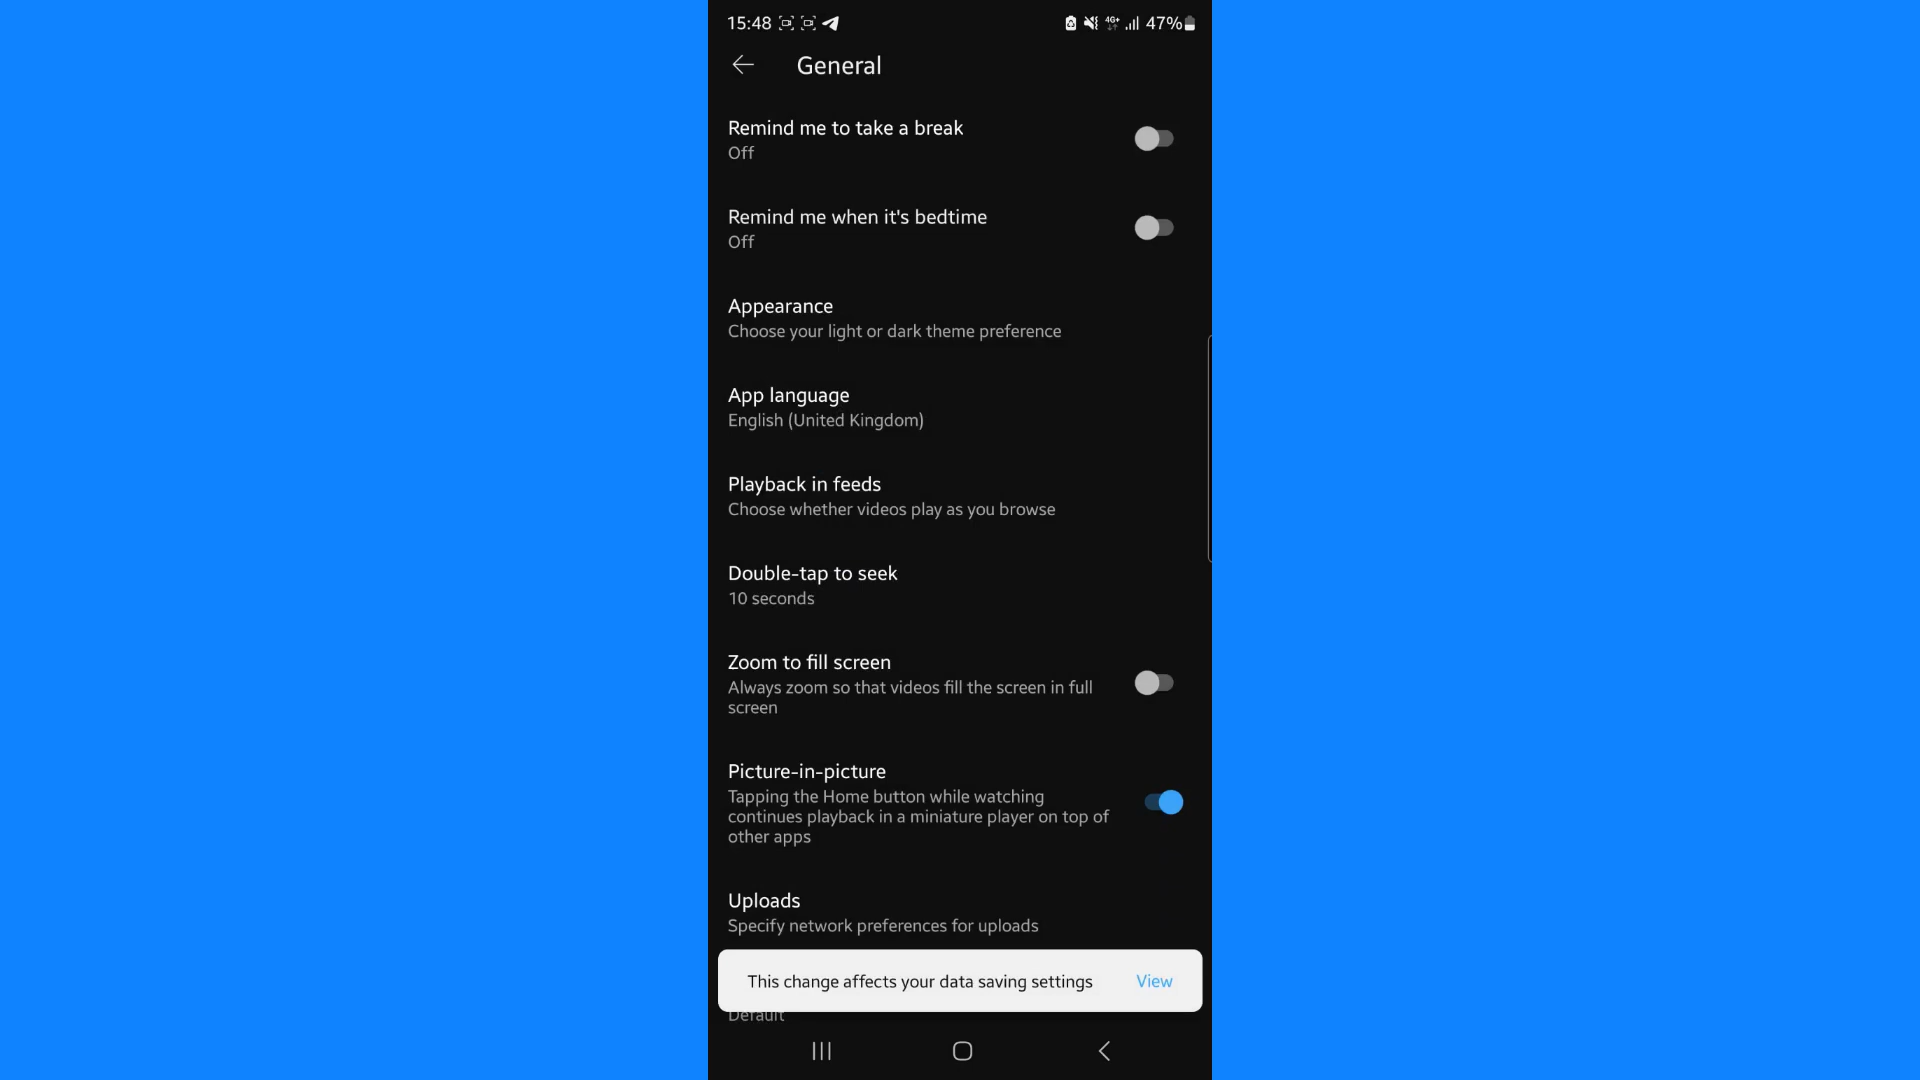 15:48 4G+ 47%
General
Remind me to take a break
Off
Remind me when it's bedtime
Off
Appearance
Choose your light or dark theme preference
App language
English (United Kingdom)
Playback in feeds
Choose whether videos play as you browse
Double-tap to seek
10 seconds
Zoom to fill screen
Always zoom so that videos fill the screen in full
screen
Picture-in-picture
Tapping the Home button while watching
continues playback in a miniature player on top of
other apps
Uploads
Specify network preferences for uploads
This change affects your data saving settings View
Default